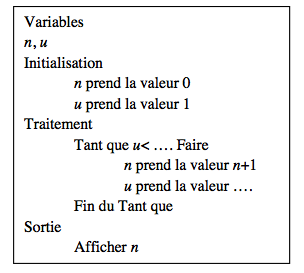 Variables
n, u
Initialisation
n prend la valeur 0
u prend la valeur 1
Traitement
Tant que u< …. Faire
n prend la valeur n+1
u prend la valeur ….
Fin du Tant que
Sortie
Afficher n